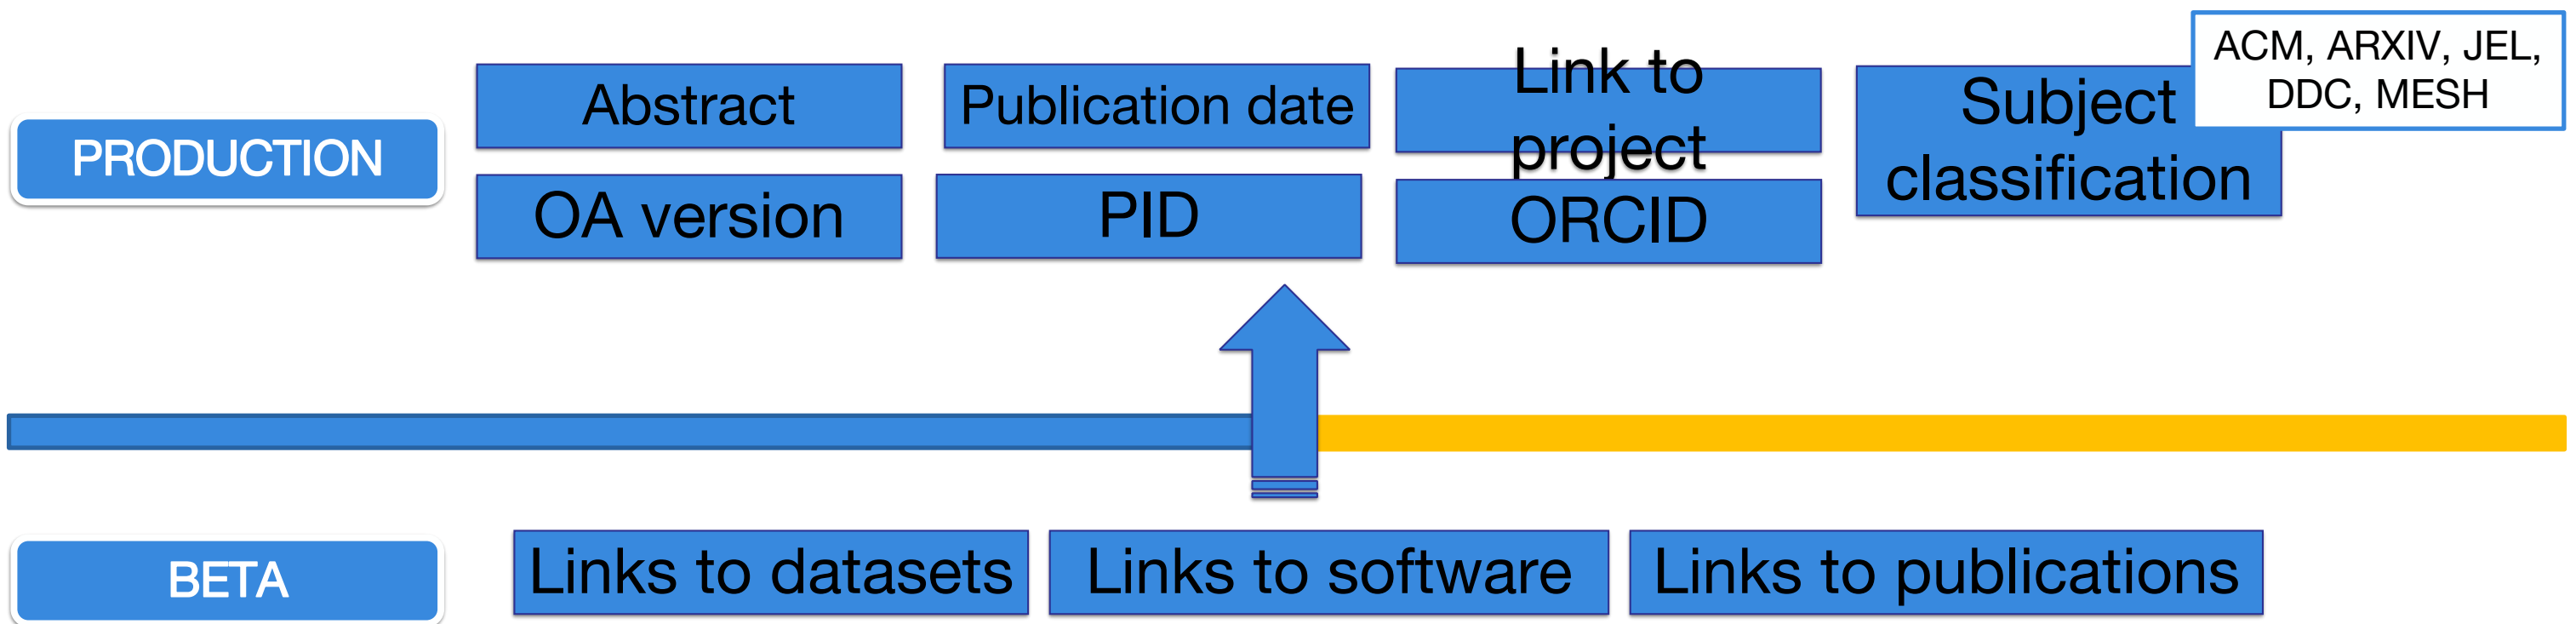 PRODUCTION
Abstract
Publication date
Link to
project
Subject
classification
ACM, ARXIV, JEL,
DDC, MESH
OA version
PID
ORCID
BETA
Links to datasets
Links to software
Links to publications